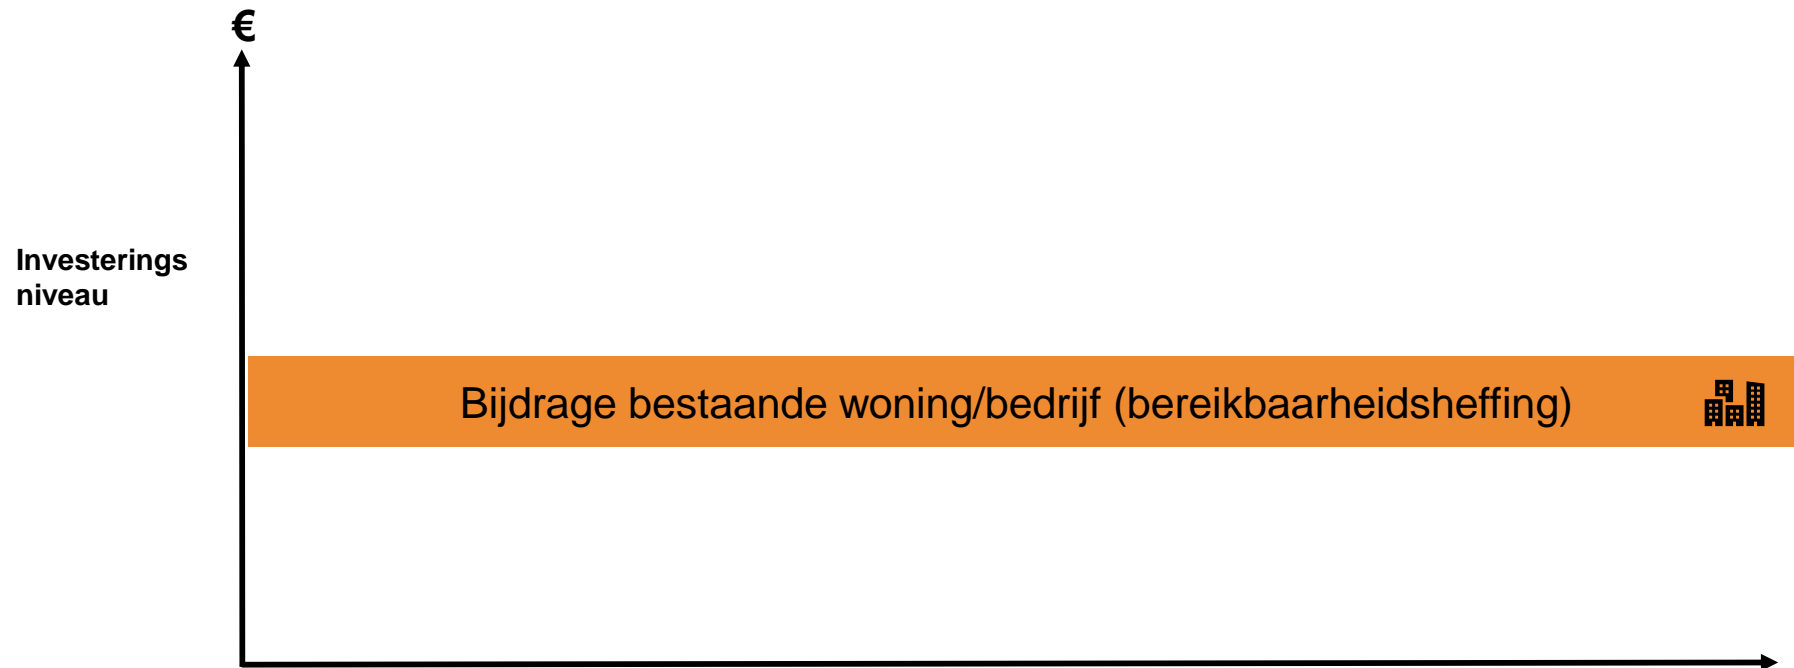 €
Investerings
niveau
Bijdrage bestaande woning/bedrijf (bereikbaarheidsheffing)